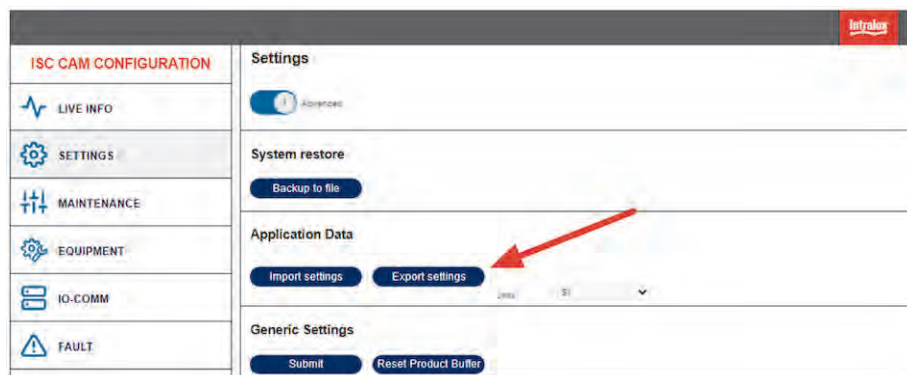 Intralox
ISC CAM CONFIGURATION
LIVE INFO
SETTINGS
MAINTENANCE
EQUIPMENT
IO-COMM
FAULT
Settings
Advanced
System restore
Backup to file
Application Data
Import settings Export settings
Units SI
Generic Settings
Submit Reset Product Buffer